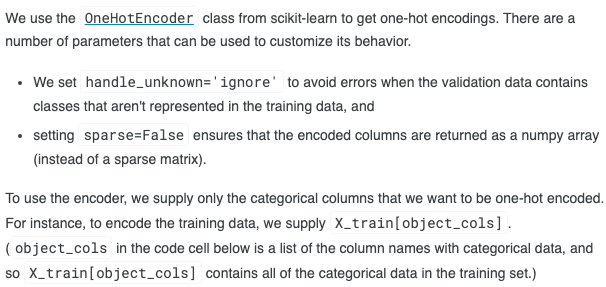 We use the OneHotEncoder class from scikit-learn to get one-hot encodings. There are a
number of parameters that can be used to customize its behavior.
• We set handle_unknown='ignore' to avoid errors when the validation data contains
classes that aren't represented in the training data, and
• setting sparse=False ensures that the encoded columns are returned as a numpy array
(instead of a sparse matrix).
To use the encoder, we supply only the categorical columns that we want to be one-hot encoded.
For instance, to encode the training data, we supply X_train[object_cols] .
( object_cols in the code cell below is a list of the column names with categorical data, and
so X_train[object_cols] contains all of the categorical data in the training set.)